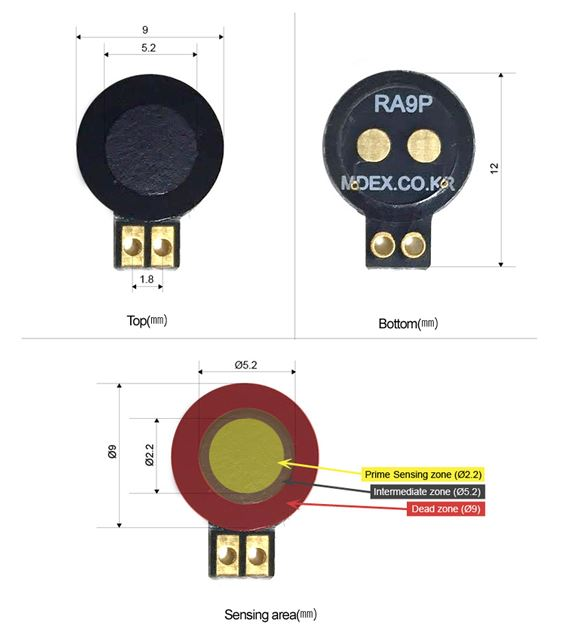 9
5.2
1.8
Top(㎜)
RA9P
MDEX.CO.KR
12
Bottom(㎜)
Ø5.2
Ø9
Ø2.2
Prime Sensing zone (Ø2.2)
Intermediate zone (Ø5.2)
Dead zone (Ø9)
Sensing area(㎜)